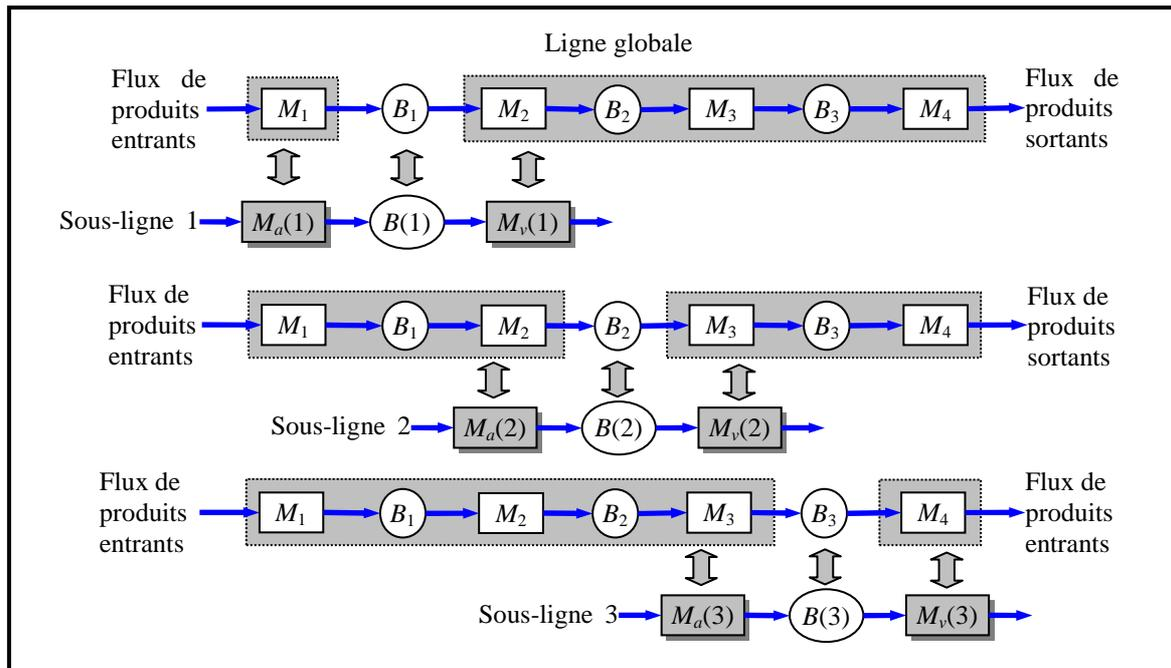 Ligne globale
Flux de
produits
entrants
M1 B1 M2 B2 M3 B3 M4
Flux de
produits
sortants
Sous-ligne 1 Ma(1) B(1) Mv(1)
Flux de
produits
entrants
M1 B1 M2 B2 M3 B3 M4
Flux de
produits
sortants
Sous-ligne 2 Ma(2) B(2) Mv(2)
Flux de
produits
entrants
M1 B1 M2 B2 M3 B3 M4
Flux de
produits
entrants
Sous-ligne 3 Ma(3) B(3) Mv(3)